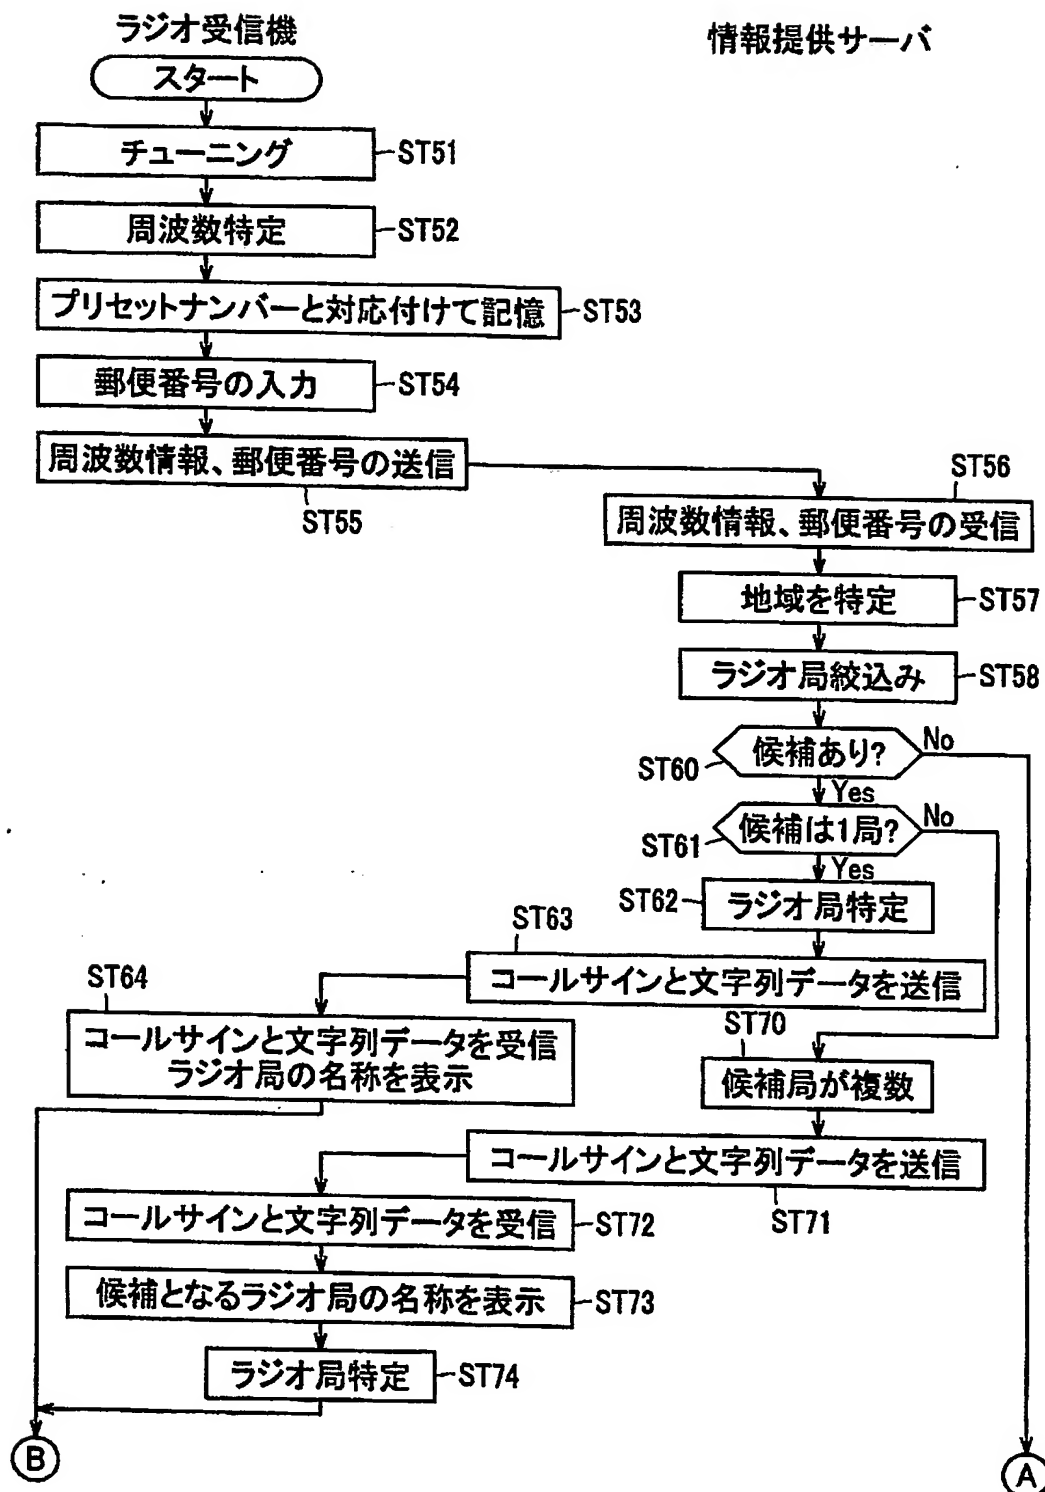 ラジオ受信機
情報提供サーバ
スタート
チューニング
ST51
周波数特定
ST52
プリセットナンバーと対応付けて記憶
ST53
郵便番号の入力
ST54
周波数情報、郵便番号の送信
ST55
ST56
周波数情報、郵便番号の受信
地域を特定
ST57
ラジオ局絞込み
ST58
候補あり?
No
ST60
Yes
候補は1局?
No
ST61
Yes
ST62
ラジオ局特定
ST63
コールサインと文字列データを送信
ST64
コールサインと文字列データを受信
ラジオ局の名称を表示
ST70
候補局が複数
コールサインと文字列データを送信
ST71
コールサインと文字列データを受信
ST72
候補となるラジオ局の名称を表示
ST73
ラジオ局特定
ST74
B
A